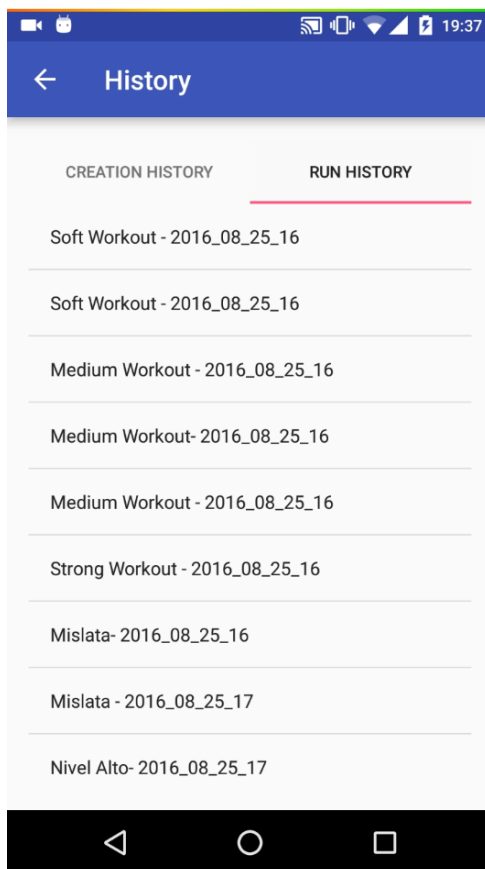 19:37
History
CREATION HISTORY RUN HISTORY
Soft Workout - 2016_08_25_16
Soft Workout - 2016_08_25_16
Medium Workout - 2016_08_25_16
Medium Workout- 2016_08_25_16
Medium Workout - 2016_08_25_16
Strong Workout - 2016_08_25_16
Mislata- 2016_08_25_16
Mislata - 2016_08_25_17
Nivel Alto- 2016_08_25_17